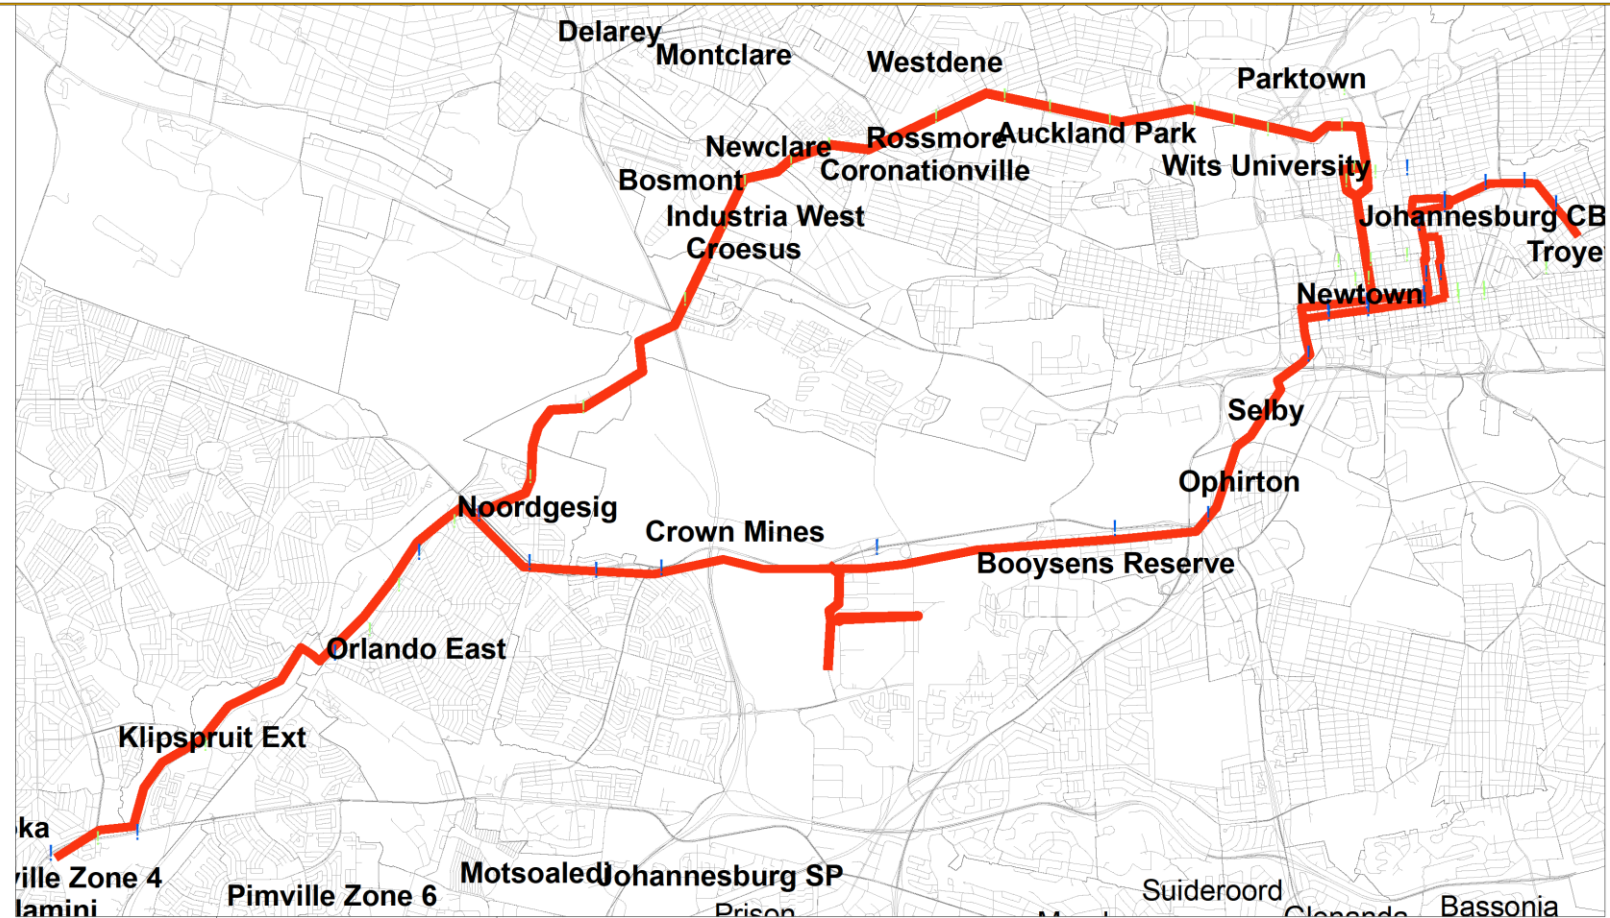 Delarey
Montclare
Westdene
Parktown
Rossmore
Auckland Park
Newclare
Coronationville
Wits University
Bosmont
Industria West
Johannesburg CB
Croesus
Troye
Newtown
Selby
Ophirton
Noordgesig
Crown Mines
Booysens Reserve
Orlando East
Klipspruit Ext
ka
ville Zone 4
Motsoaledi
Johannesburg SP
Pimville Zone 6
Suideroord
Bassonia
Prison
Glenanda
lamini